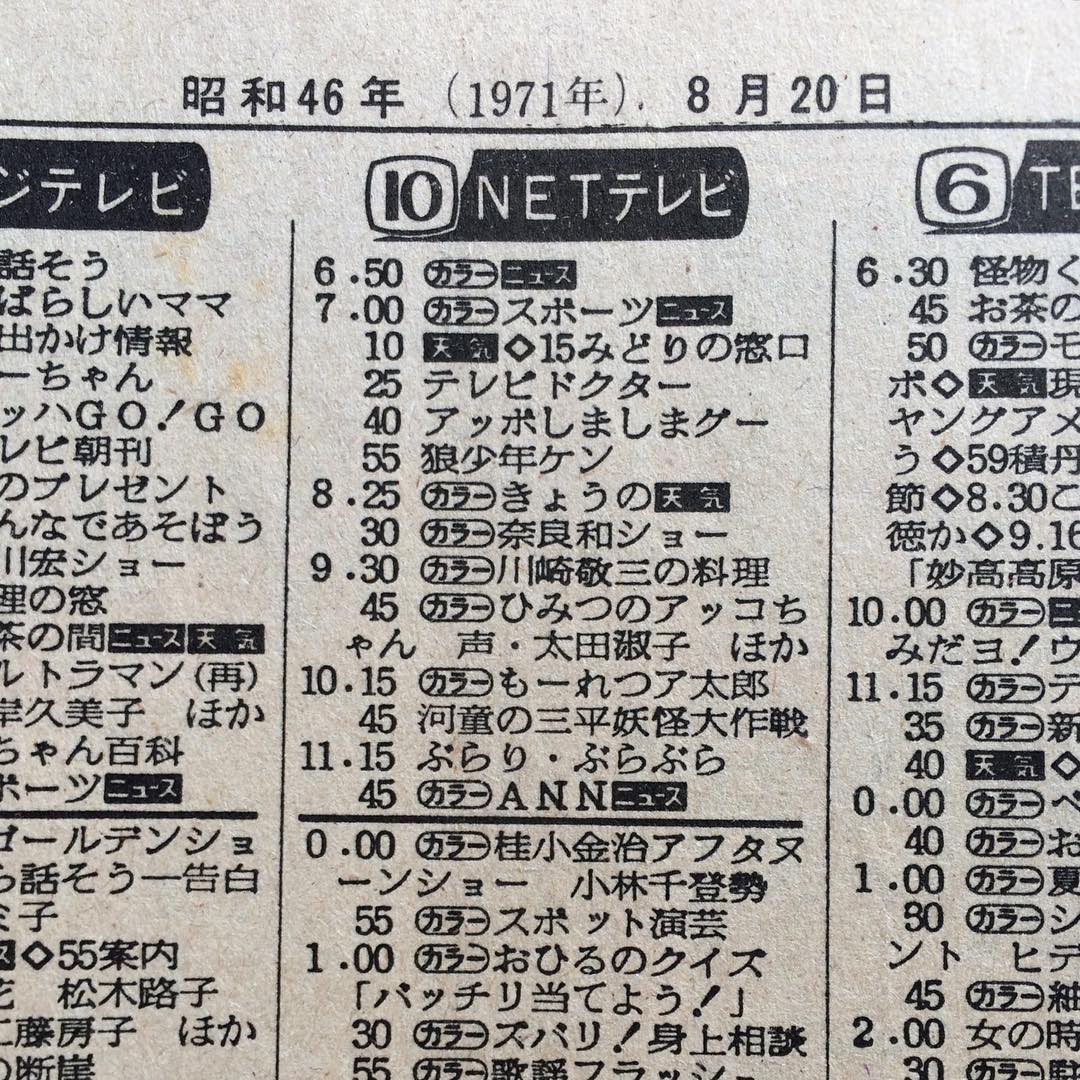 昭和46年 (1971年). 8月20日
ジテレビ
話そう
ばらしいママ
出かけ情報
ーちゃん
ッハGO!GO
レビ朝刊
のプレゼント
んなであそぼう
川宏ショー
理の窓
茶の間ニュース天気
ルトラマン(再)
岸久美子 ほか
ちゃん百科
ポーツニュース
ゴールデンショ
ら話そう一告白
ミ子
ス◇55案内
花 松木路子
工藤房子 ほか
の断崖
10 NETテレビ
6.50 カラーニュース
7.00 カラースポーツニュース
10 天気◇15みどりの窓口
25 テレビドクター
40 アッポしましまグー
55 狼少年ケン
8.25 カラーきょうの天気
30 カラー奈良和ショー
9.30 カラー川崎敬三の料理
45 カラーひみつのアッコち
ゃん 声・太田淑子 ほか
10.15 カラーもーれつア太郎
45 河童の三平妖怪大作戦
11.15 ぶらり・ぶらぶら
45 カラーANNニュース
0.00 カラー桂小金治アフタヌ
ーンショー 小林千登勢
55 カラースポット演芸
1.00 カラーおひるのクイズ
「バッチリ当てよう!」
30 カラーズバリ!身上相談
55 カラー歌謡フラッシュー
6 TB
6.30 怪物く
45 お茶の
50 カラーモ
ポ◇天気現
ヤングアメ
う◇59積丹
節◇8.30こ
徳か◇9.16
「妙高高原
10.00 カラーニ
みだヨ!ウ
11.15 カラーテ
35 カラー新
40 天気◇
0.00 カラーベ
40 カラーお
1.00 カラー夏
30 カラーシ
ント ヒデ
45 カラー紬
2.00 女の時
30 カラー駐